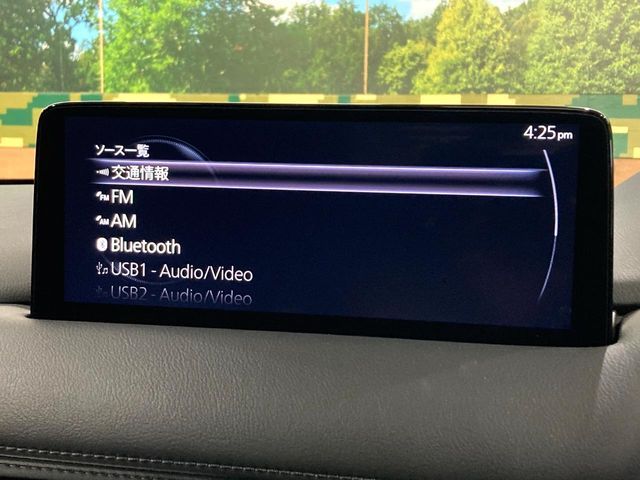 4:25pm
ソース一覧
交通情報
FM
AM
Bluetooth
USB1 - Audio/Video
USB2 - Audio/Video